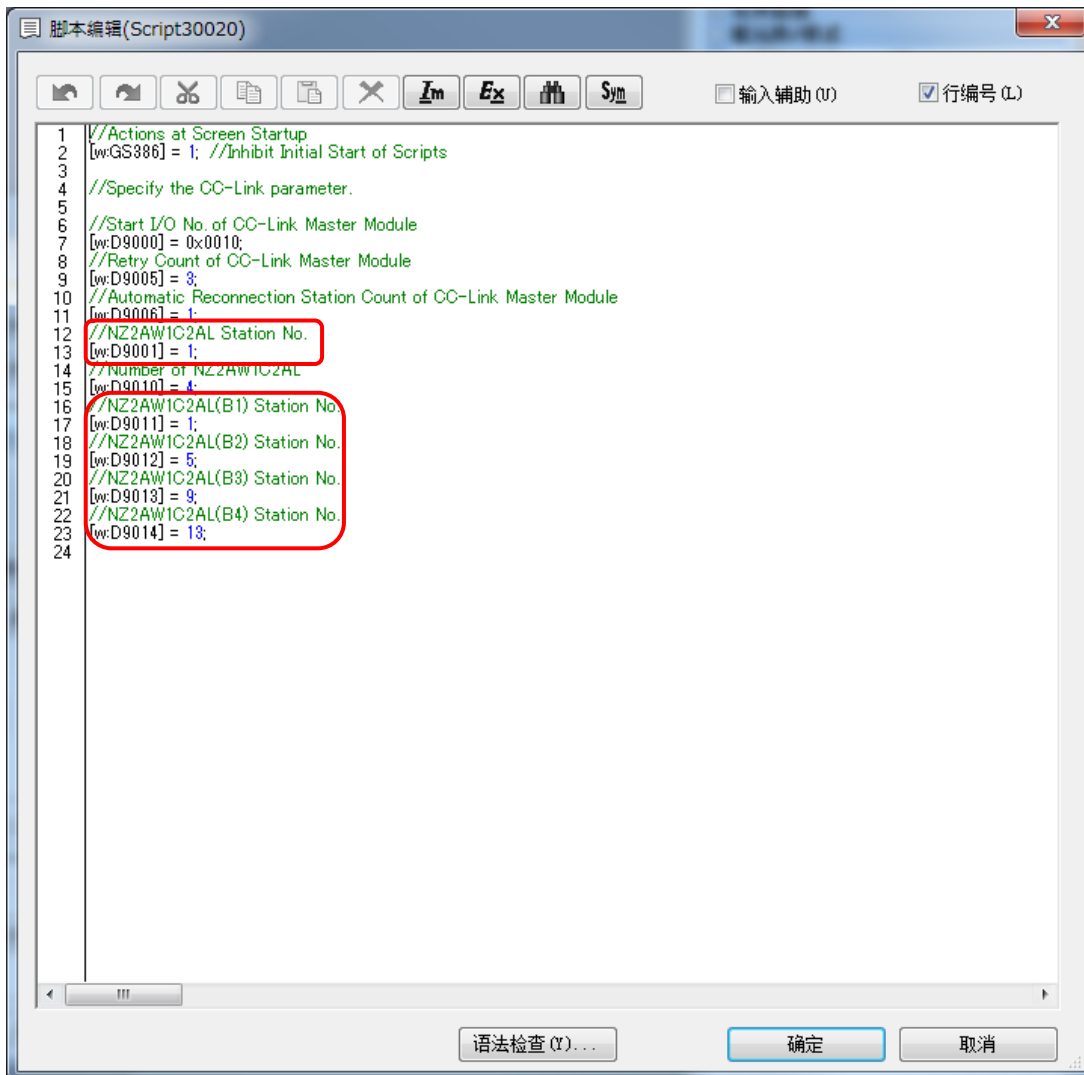 脚本编辑(Script30020)
Im Ex Sym 输入辅助(U) 行编号(L)
1 //Actions at Screen Startup
2 [w:GS386] = 1; //Inhibit Initial Start of Scripts
3
4 //Specify the CC-Link parameter.
5
6 //Start I/O No. of CC-Link Master Module
7 [w:D9000] = 0x0010;
8 //Retry Count of CC-Link Master Module
9 [w:D9005] = 3;
10 //Automatic Reconnection Station Count of CC-Link Master Module
11 [w:D9006] = 1;
12 //NZ2AW1C2AL Station No.
13 [w:D9001] = 1;
14 //Number of NZ2AW1C2AL
15 [w:D9010] = 4;
16 //NZ2AW1C2AL(B1) Station No.
17 [w:D9011] = 1;
18 //NZ2AW1C2AL(B2) Station No.
19 [w:D9012] = 5;
20 //NZ2AW1C2AL(B3) Station No.
21 [w:D9013] = 9;
22 //NZ2AW1C2AL(B4) Station No.
23 [w:D9014] = 13;
24
语法检查(Y)... 确定 取消